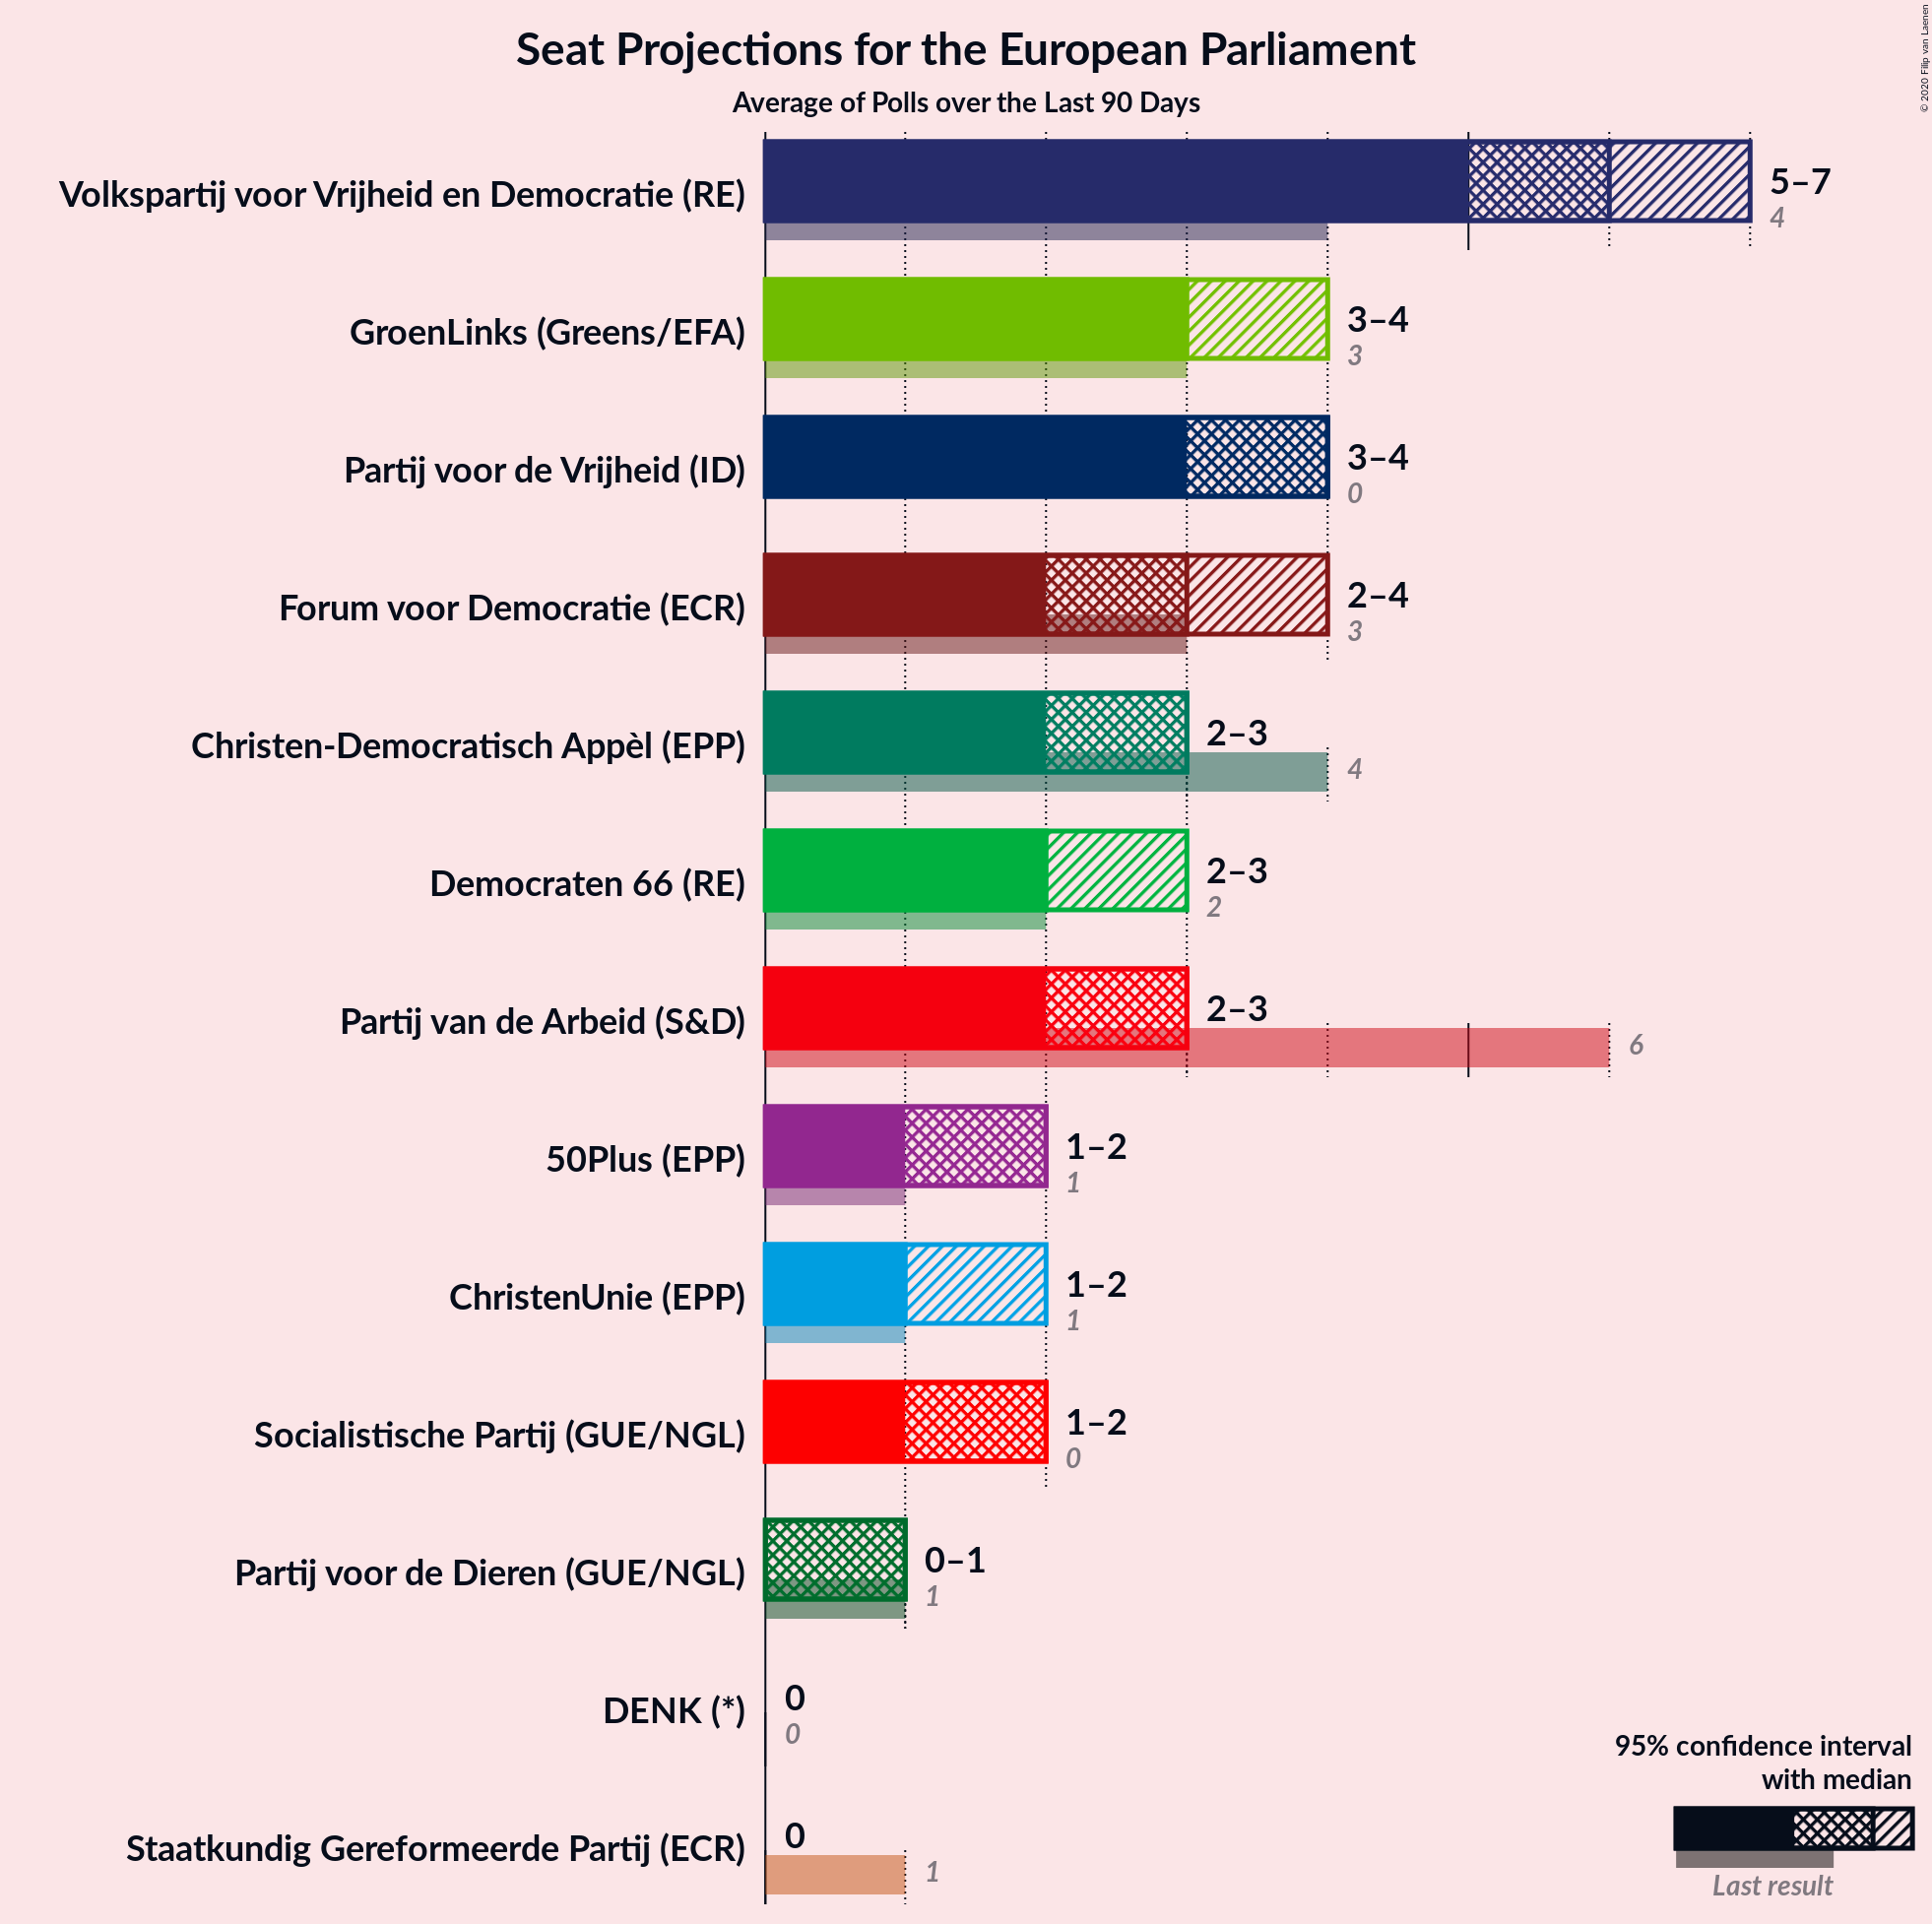 Seat Projections for the European Parliament
Average of Polls over the Last 90 Days
© 2020 Filip van Laenen
Volkspartij voor Vrijheid en Democratie (RE)
5–7
4
GroenLinks (Greens/EFA)
3–4
3
Partij voor de Vrijheid (ID)
3–4
0
Forum voor Democratie (ECR)
2–4
3
Christen-Democratisch Appèl (EPP)
2–3
4
Democraten 66 (RE)
2–3
2
Partij van de Arbeid (S&D)
2–3
6
50Plus (EPP)
1–2
1
ChristenUnie (EPP)
1–2
1
Socialistische Partij (GUE/NGL)
1–2
0
Partij voor de Dieren (GUE/NGL)
0–1
1
DENK (*)
0
0
Staatkundig Gereformeerde Partij (ECR)
0
1
95% confidence interval
with median
Last result